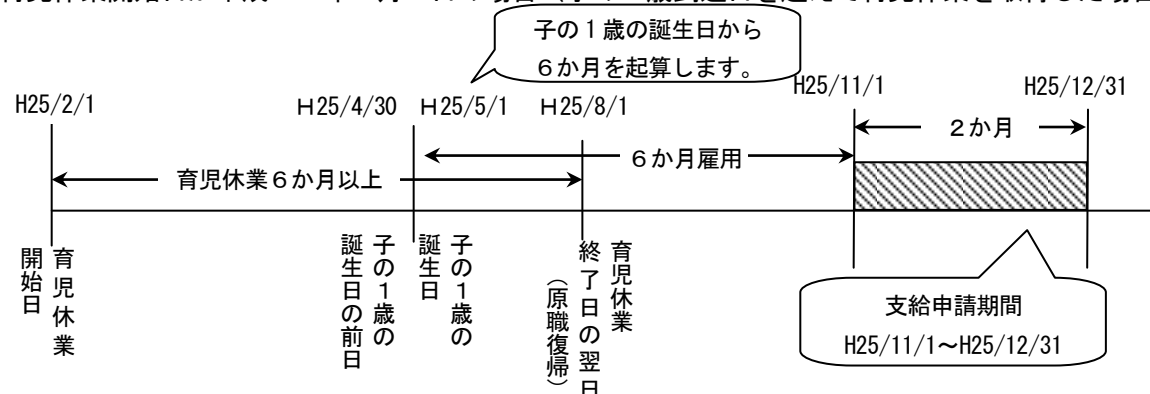 子の１歳の誕生日から
６か月を起算します。
H25/2/1
Ｈ25/4/30
Ｈ25/5/1
Ｈ25/8/1
H25/11/1
H25/12/31
２か月
６か月雇用
育児休業６か月以上
育児休業
開始日
子の１歳の
誕生日の前日
子の１歳の
誕生日
育児休業
終了日の翌日
（原職復帰）
支給申請期間
H25/11/1～H25/12/31